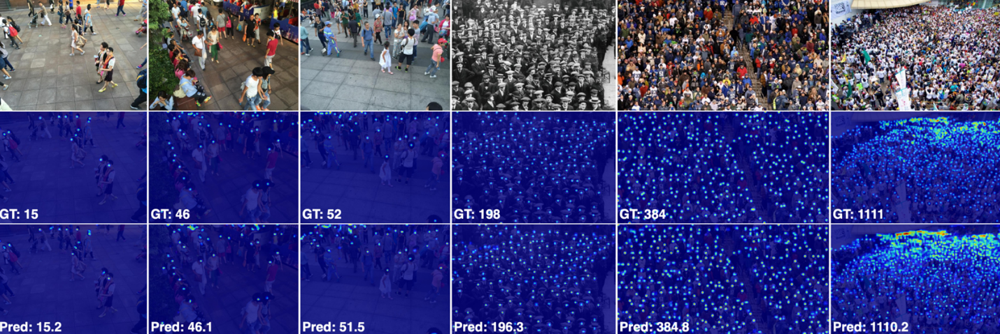 GT: 15
GT: 46
GT: 52
GT: 198
GT: 384
GT: 1111
Pred: 15.2
Pred: 46.1
Pred: 51.5
Pred: 196.3
Pred: 384.8
Pred: 1110.2